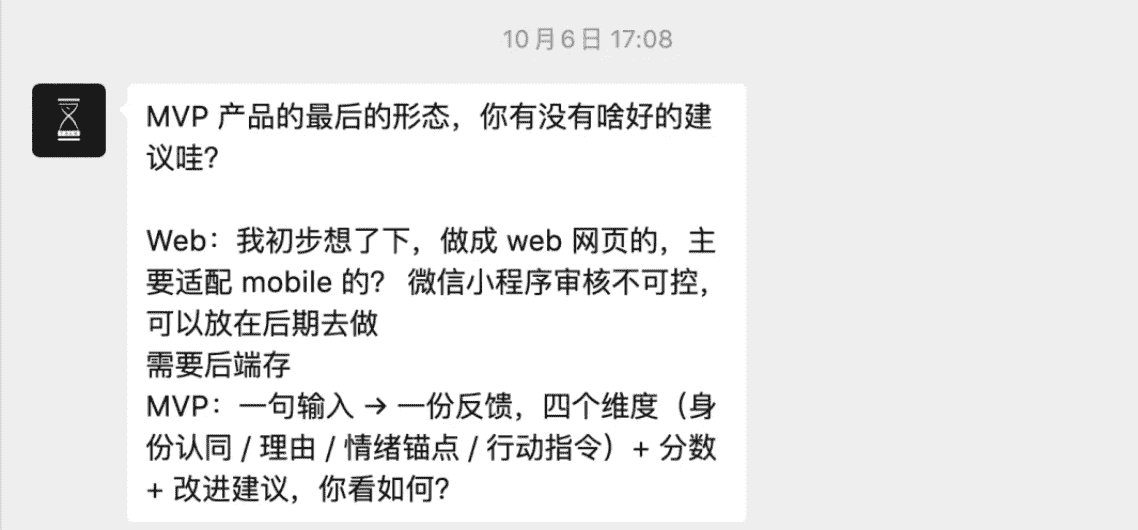 10月6日 17:08
MVP 产品的最后的形态，你有没有啥好的建
议哇？
Web：我初步想了下，做成 web 网页的，主
要适配 mobile 的？ 微信小程序审核不可控，
可以放在后期去做
需要后端存
MVP：一句输入 → 一份反馈，四个维度（身
份认同 / 理由 / 情绪锚点 / 行动指令）+ 分数
+ 改进建议，你看如何？